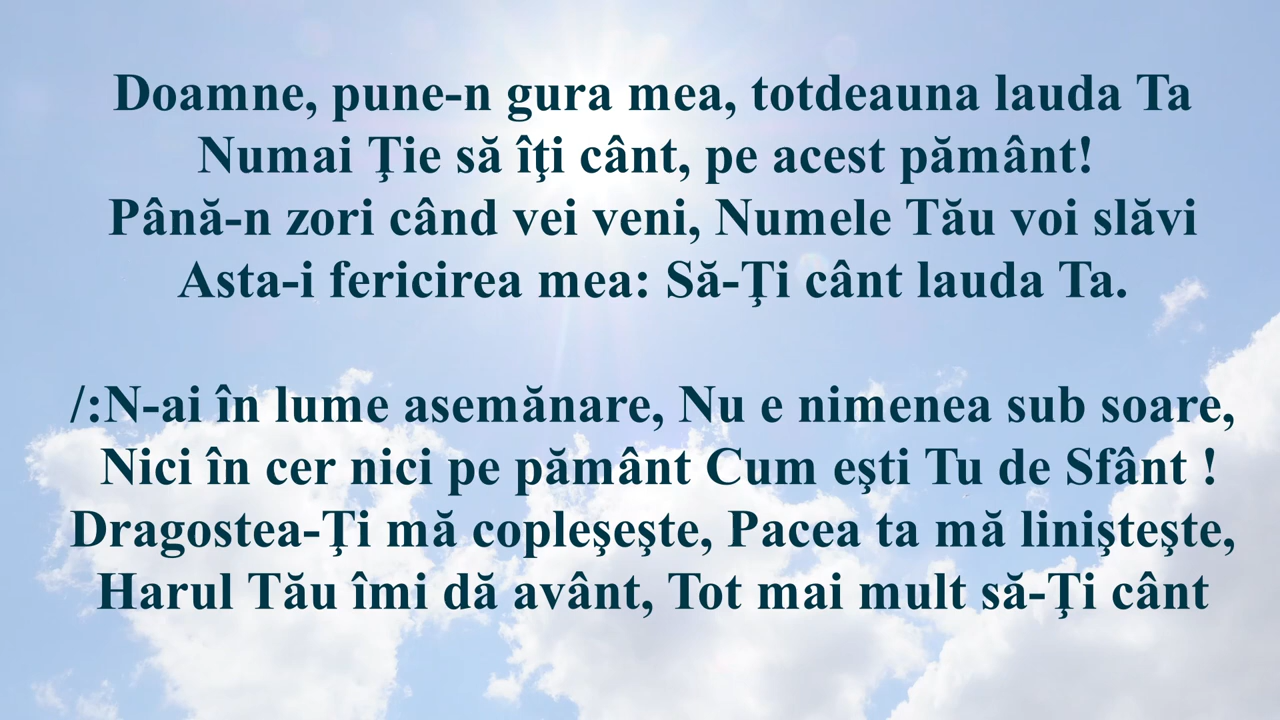 Doamne, pune-n gura mea, totdeauna lauda Ta
Numai Ţie să îţi cânt, pe acest pământ!
Până-n zori când vei veni, Numele Tău voi slăvi
Asta-i fericirea mea: Să-Ţi cânt lauda Ta.
/:N-ai în lume asemănare, Nu e nimenea sub soare,
Nici în cer nici pe pământ Cum eşti Tu de Sfânt !
Dragostea-Ţi mă copleşeşte, Pacea ta mă linişteşte,
Harul Tău îmi dă avânt, Tot mai mult să-Ţi cânt